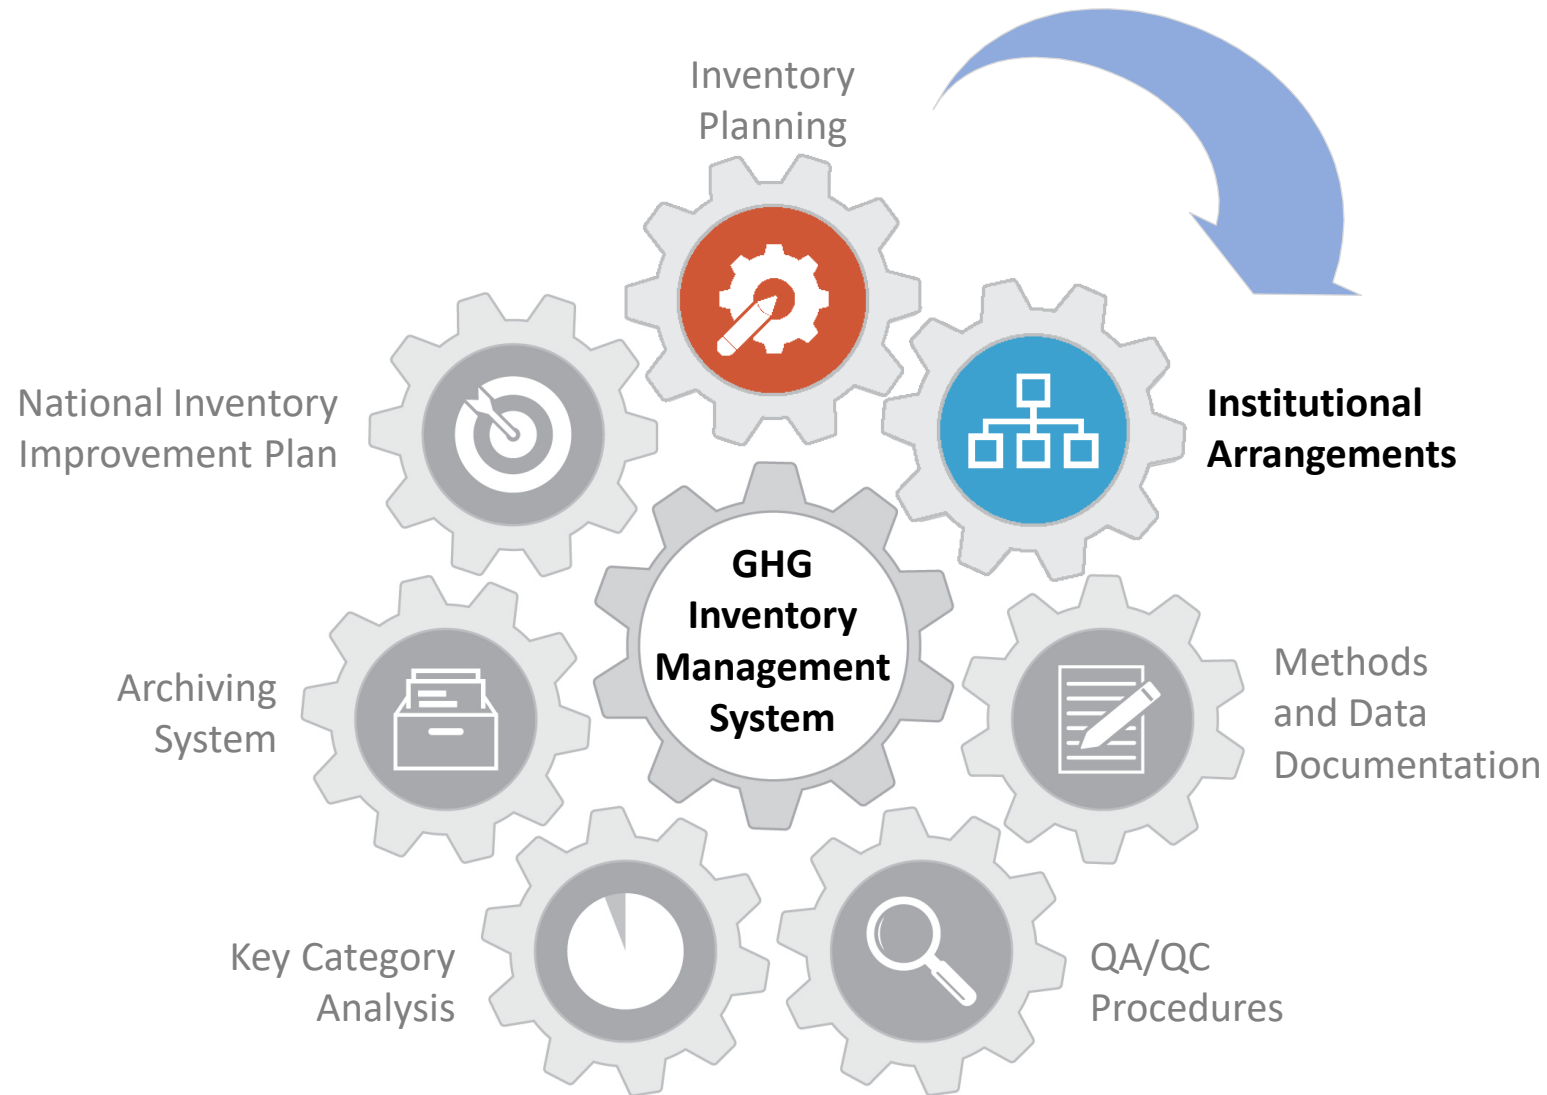 Inventory
Planning
Institutional
Arrangements
Methods
and Data
Documentation
QA/QC
Procedures
Key Category
Analysis
Archiving
System
National Inventory
Improvement Plan
GHG
Inventory
Management
System